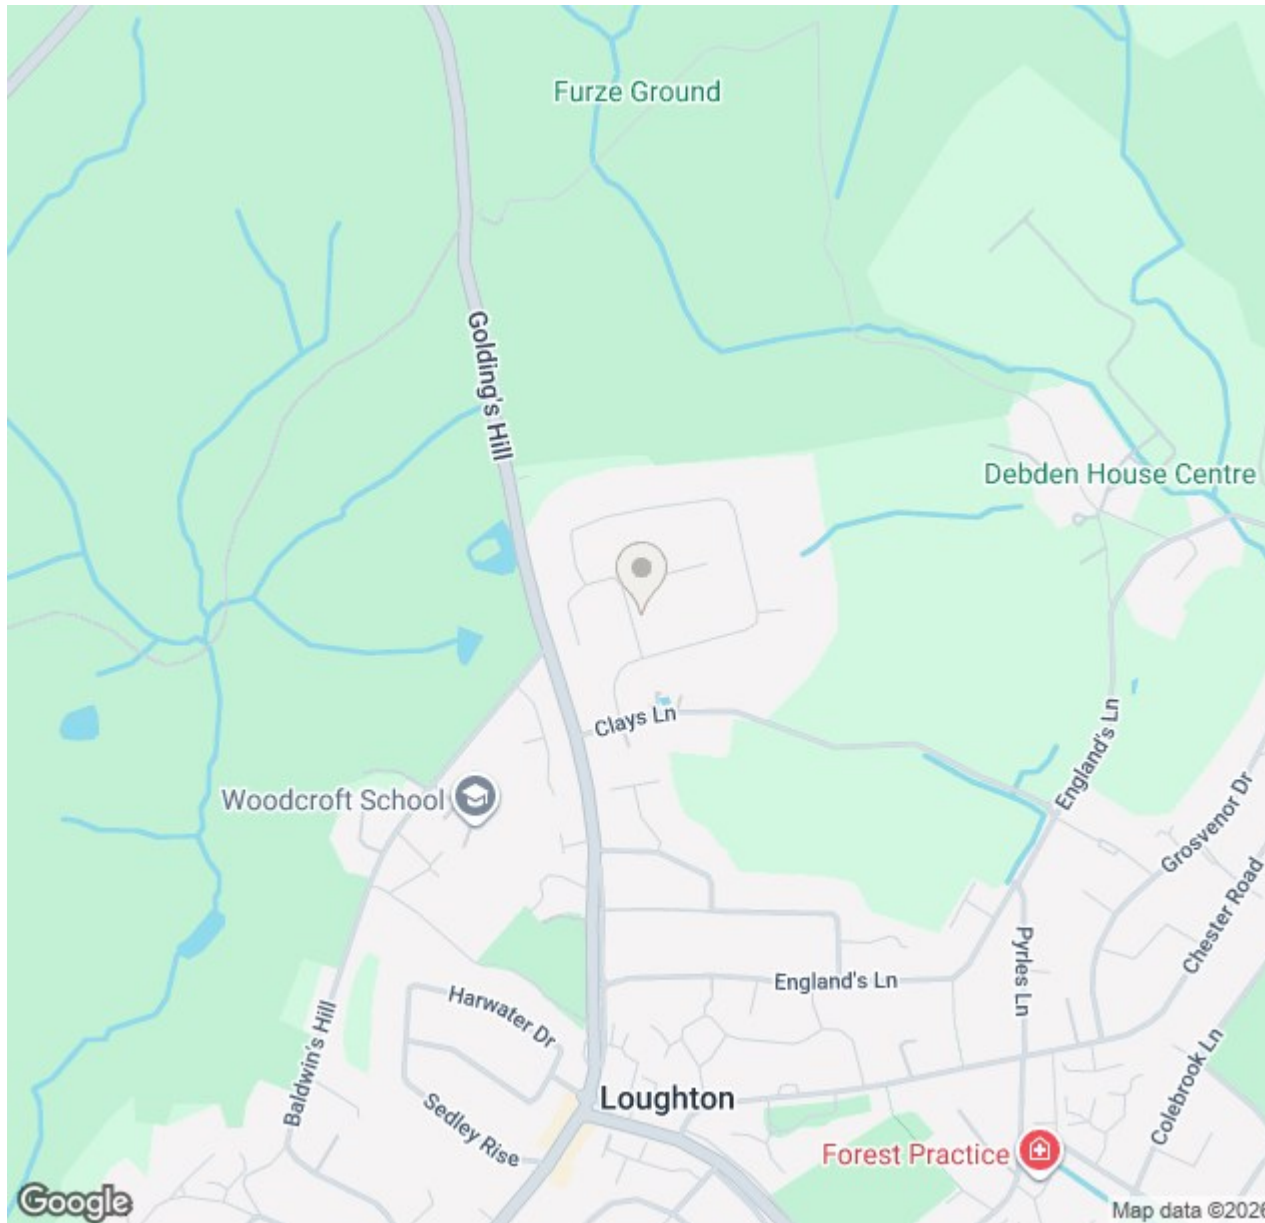 Furze Ground
Golding's Hill
Debden House Centre
Clays Ln
England's Ln
Woodcroft School
Grosvenor Dr
Chester Road
Pyrles Ln
England's Ln
Harwater Dr
Baldwin's Hill
Colebrook Ln
Loughton
Sedley Rise
Forest Practice
Google
Map data ©2026